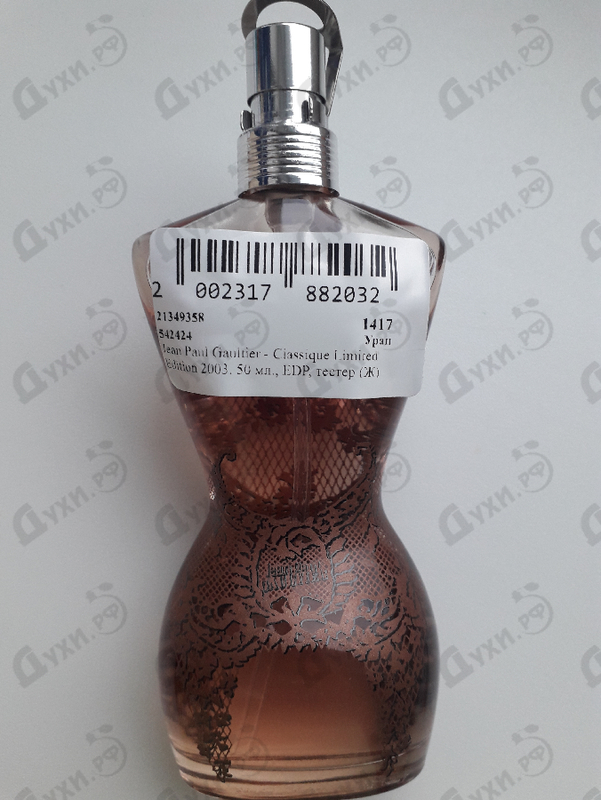 2 002317 882032
21349358 1417
542424 Урал
Jean Paul Gaultier - Classique Limited
Edition 2003. 50 мл., EDP, тестер (Ж)
Духи.РФ